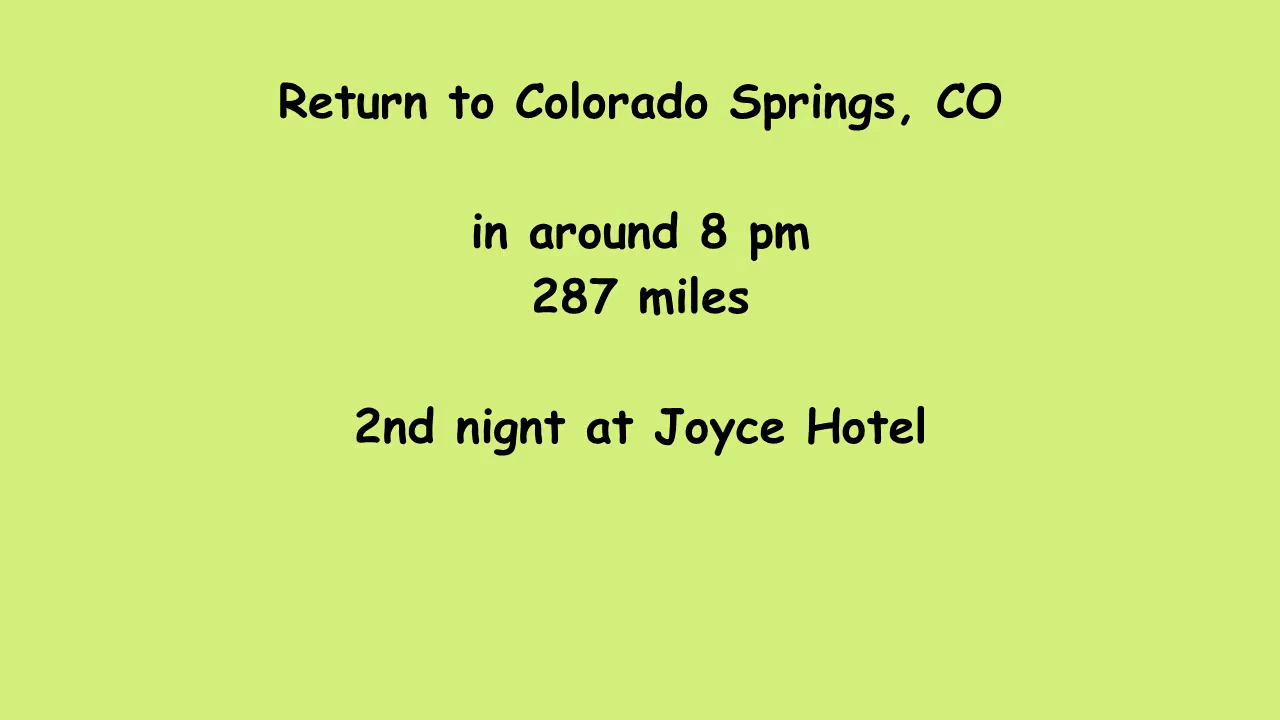 Return to Colorado Springs, CO
in around 8 pm
287 miles
2nd nignt at Joyce Hotel